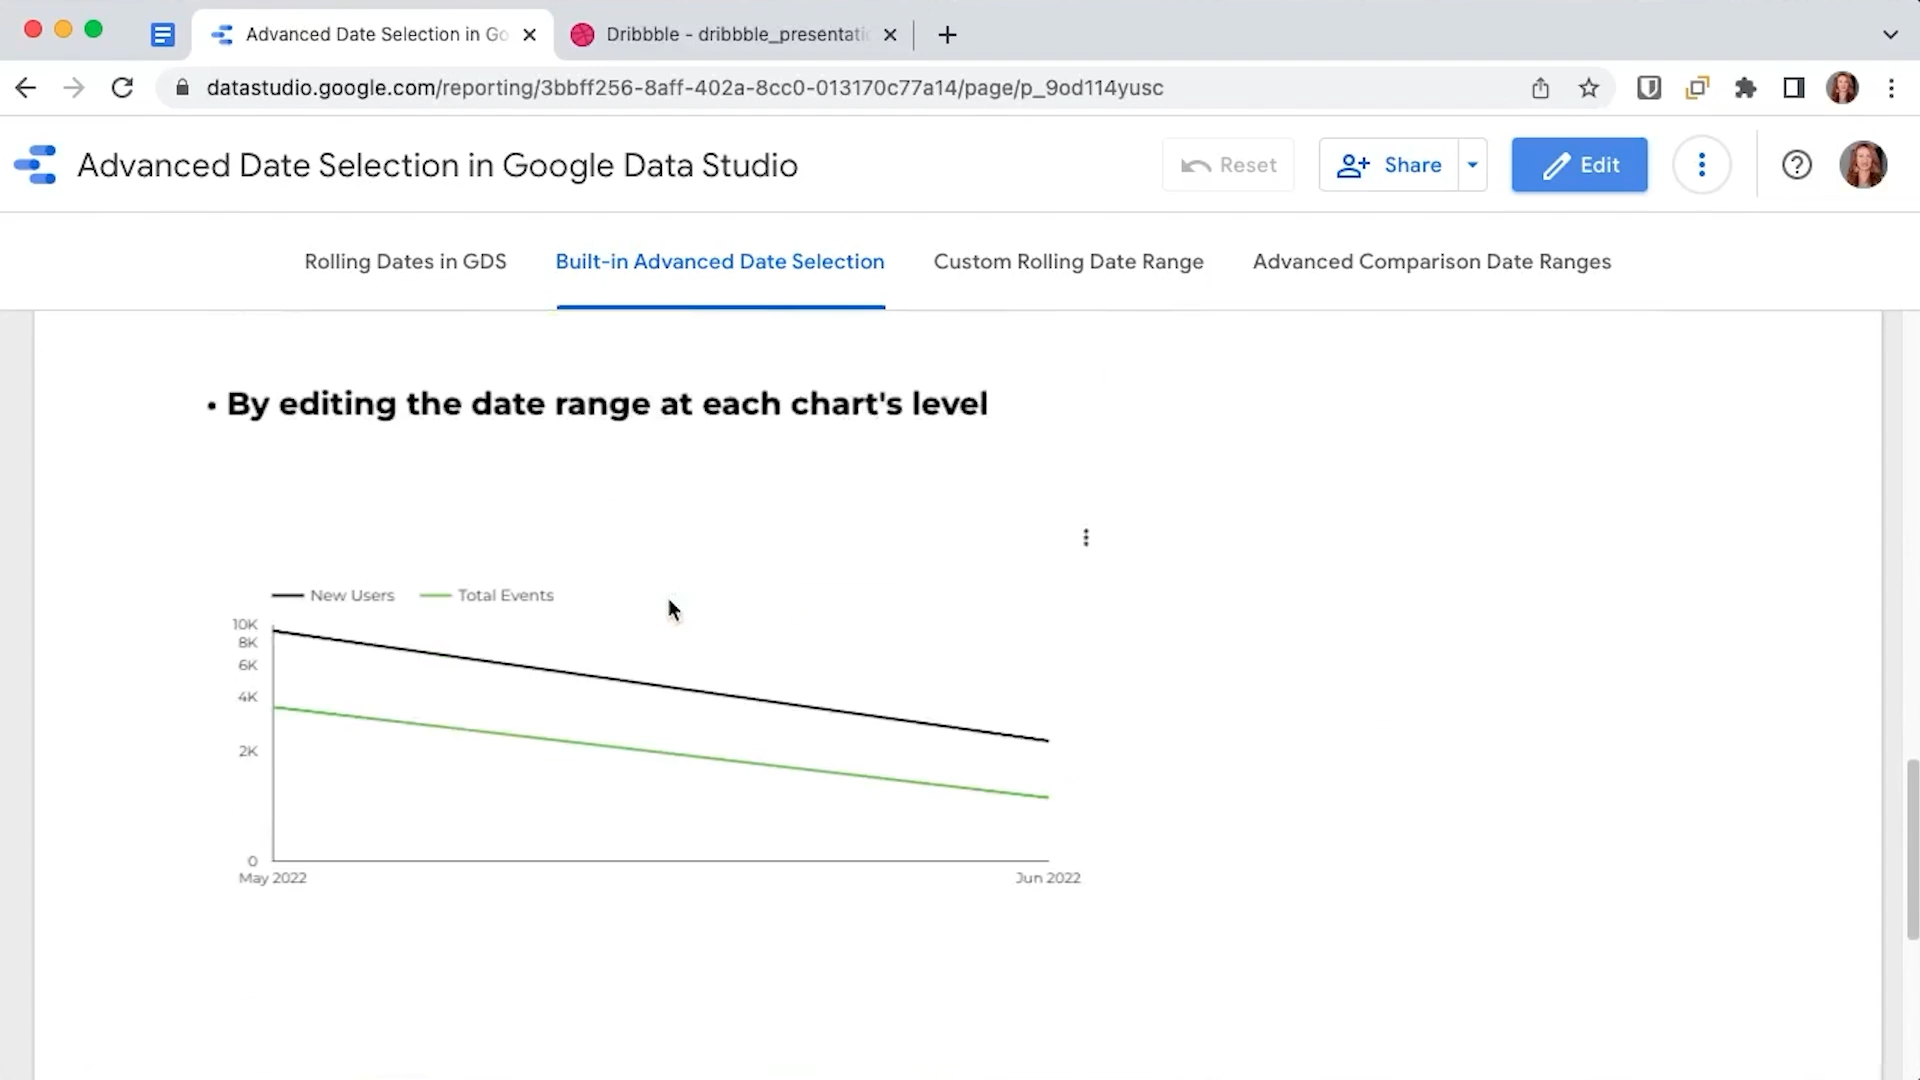 Advanced Date Selection in Go
Dribbble - dribbble_presentati
datastudio.google.com/reporting/3bbff256-8aff-402a-8cc0-013170c77a14/page/p_9od114yusc
Advanced Date Selection in Google Data Studio
Reset
Share
Edit
Rolling Dates in GDS
Built-in Advanced Date Selection
Custom Rolling Date Range
Advanced Comparison Date Ranges
• By editing the date range at each chart's level
New Users
Total Events
10K
8K
6K
4K
2K
0
May 2022
Jun 2022